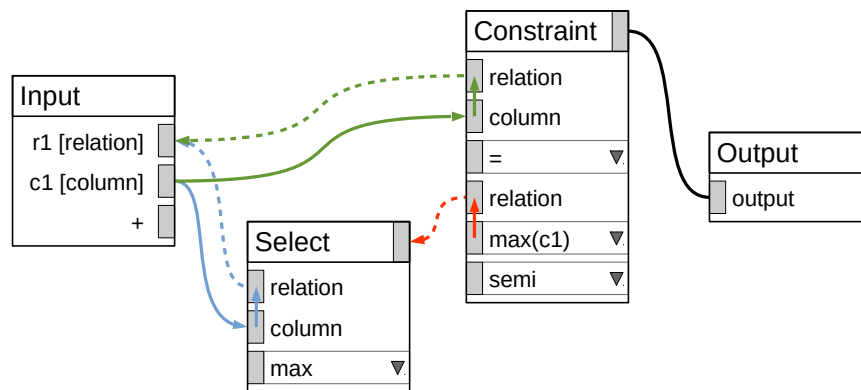 Input
r1 [relation]
c1 [column]
+
Select
relation
column
max
Constraint
relation
column
=
relation
max(c1)
semi
Output
output